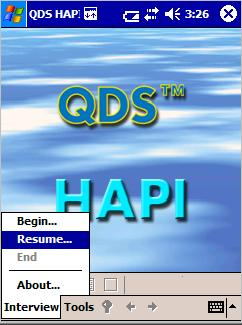 QDS HAPI
3:26
QDS™
HAPI
Begin...
Resume...
End
About...
Interview Tools